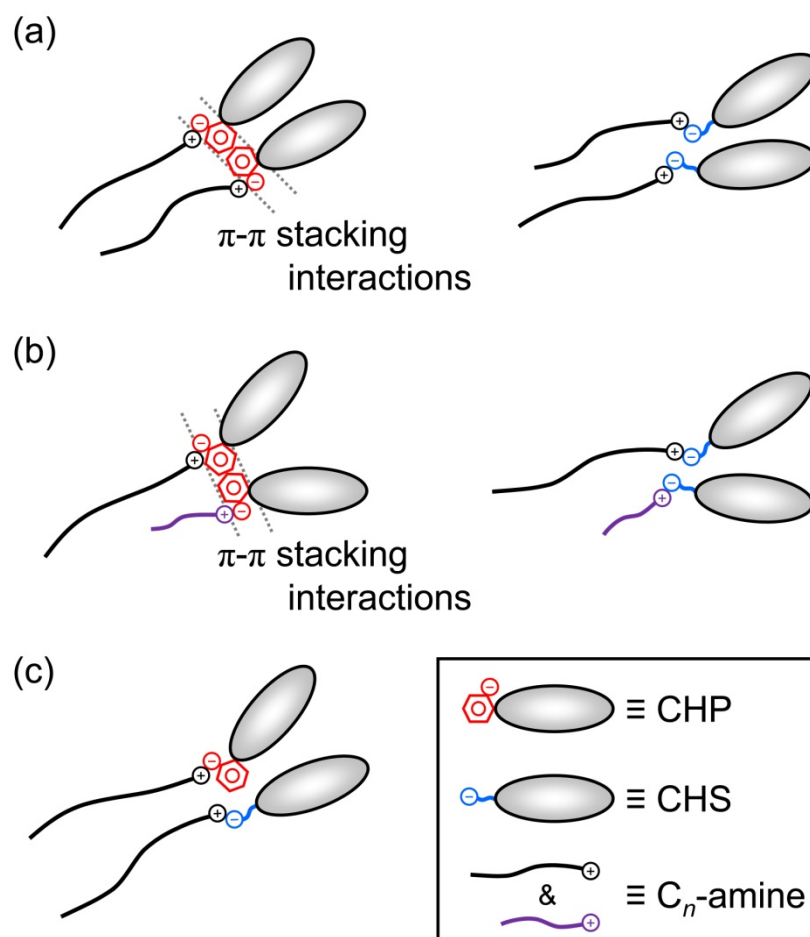 (a)
π-π stacking
interactions
(b)
π-π stacking
interactions
(c)
≡ CHP
≡ CHS
& ≡ Cn-amine